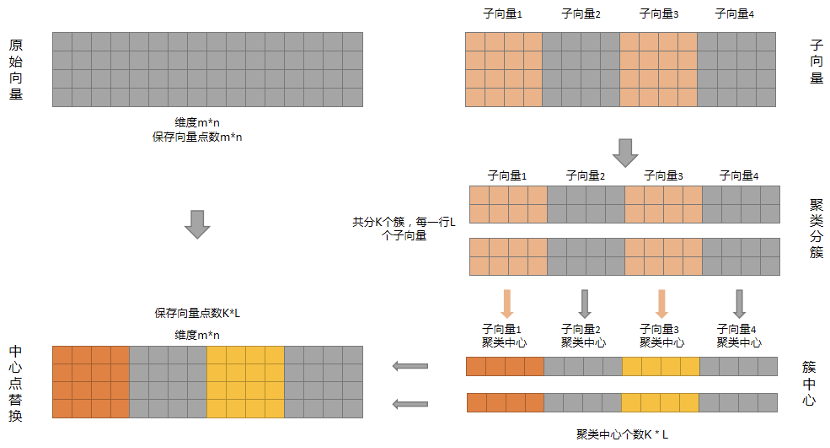 原始向量
维度m*n
保存向量点数m*n
子向量1 子向量2 子向量3 子向量4
子向量
子向量1 子向量2 子向量3 子向量4
共分K个簇，每一行L
个子向量
聚类分簇
子向量1 子向量2 子向量3 子向量4
聚类中心 聚类中心 聚类中心 聚类中心
簇中心
聚类中心个数K * L
保存向量点数K*L
维度m*n
中心点替换